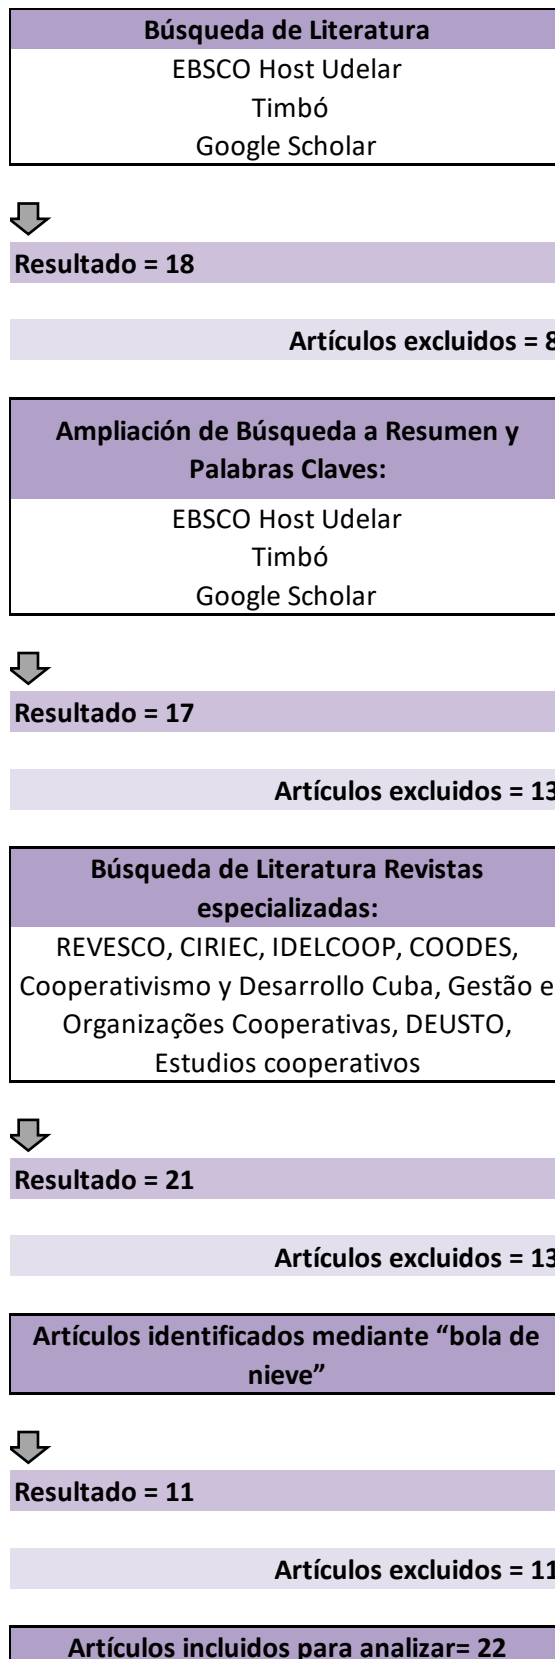 Búsqueda de Literatura
EBSCO Host Udelar
Timbó
Google Scholar
Resultado = 18
Artículos excluidos = 8
Ampliación de Búsqueda a Resumen y
Palabras Claves:
EBSCO Host Udelar
Timbó
Google Scholar
Resultado = 17
Artículos excluidos = 13
Búsqueda de Literatura Revistas
especializadas:
REVESCO, CIRIEC, IDELCOOP, COODES,
Cooperativismo y Desarrollo Cuba, Gestão e
Organizações Cooperativas, DEUSTO,
Estudios cooperativos
Resultado = 21
Artículos excluidos = 13
Artículos identificados mediante “bola de
nieve”
Resultado = 11
Artículos excluidos = 11
Artículos incluidos para analizar= 22